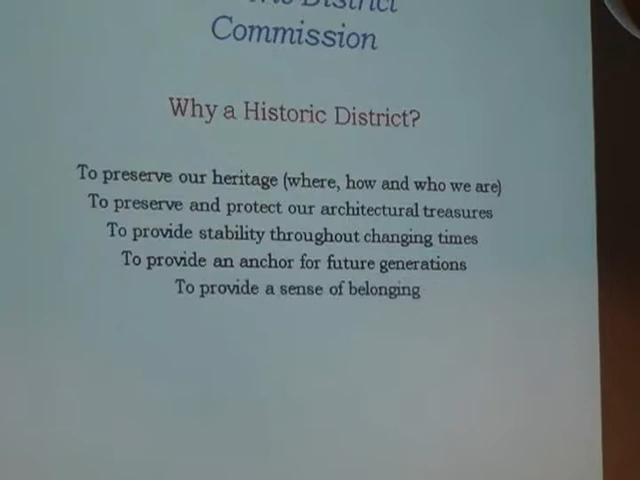 District
Commission
Why a Historic District?
To preserve our heritage (where, how and who we are)
To preserve and protect our architectural treasures
To provide stability throughout changing times
To provide an anchor for future generations
To provide a sense of belonging